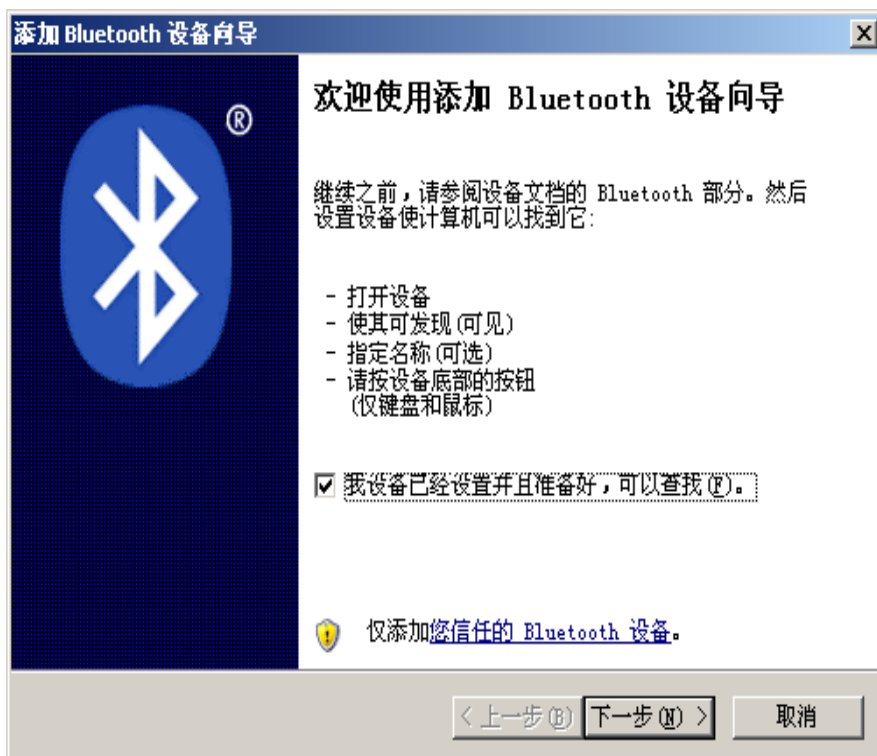 添加 Bluetooth 设备向导
®
欢迎使用添加 Bluetooth 设备向导
继续之前，请参阅设备文档的 Bluetooth 部分。然后
设置设备使计算机可以找到它:
- 打开设备
- 使其可发现(可见)
- 指定名称(可选)
- 请按设备底部的按钮
(仅键盘和鼠标)
我设备已经设置并且准备好，可以查找(F)。
仅添加您信任的 Bluetooth 设备。
< 上一步(B)
下一步(N) >
取消